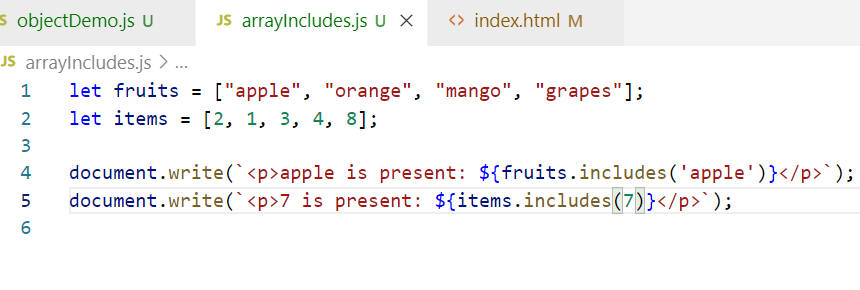 JS objectDemo.js U JS arrayIncludes.js U × <> index.html M
JS arrayIncludes.js > ...
1 let fruits = ["apple", "orange", "mango", "grapes"];
2 let items = [2, 1, 3, 4, 8];
3
4 document.write(`<p>apple is present: ${fruits.includes('apple')}</p>`);
5 document.write(`<p>7 is present: ${items.includes(7)}</p>`);
6